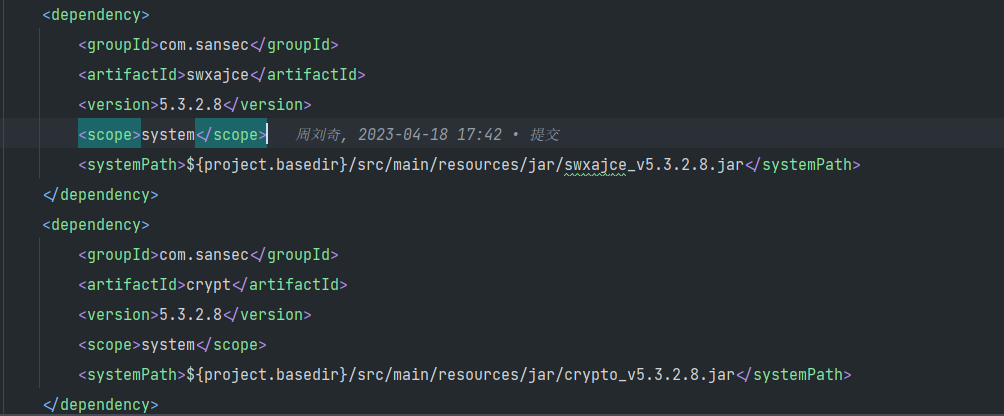 <dependency>
<groupId>com.sansec</groupId>
<artifactId>swxajce</artifactId>
<version>5.3.2.8</version>
<scope>system</scope> 周刘奇, 2023-04-18 17:42 • 提交
<systemPath>${project.basedir}/src/main/resources/jar/swxajce_v5.3.2.8.jar</systemPath>
</dependency>
<dependency>
<groupId>com.sansec</groupId>
<artifactId>crypt</artifactId>
<version>5.3.2.8</version>
<scope>system</scope>
<systemPath>${project.basedir}/src/main/resources/jar/crypto_v5.3.2.8.jar</systemPath>
</dependency>